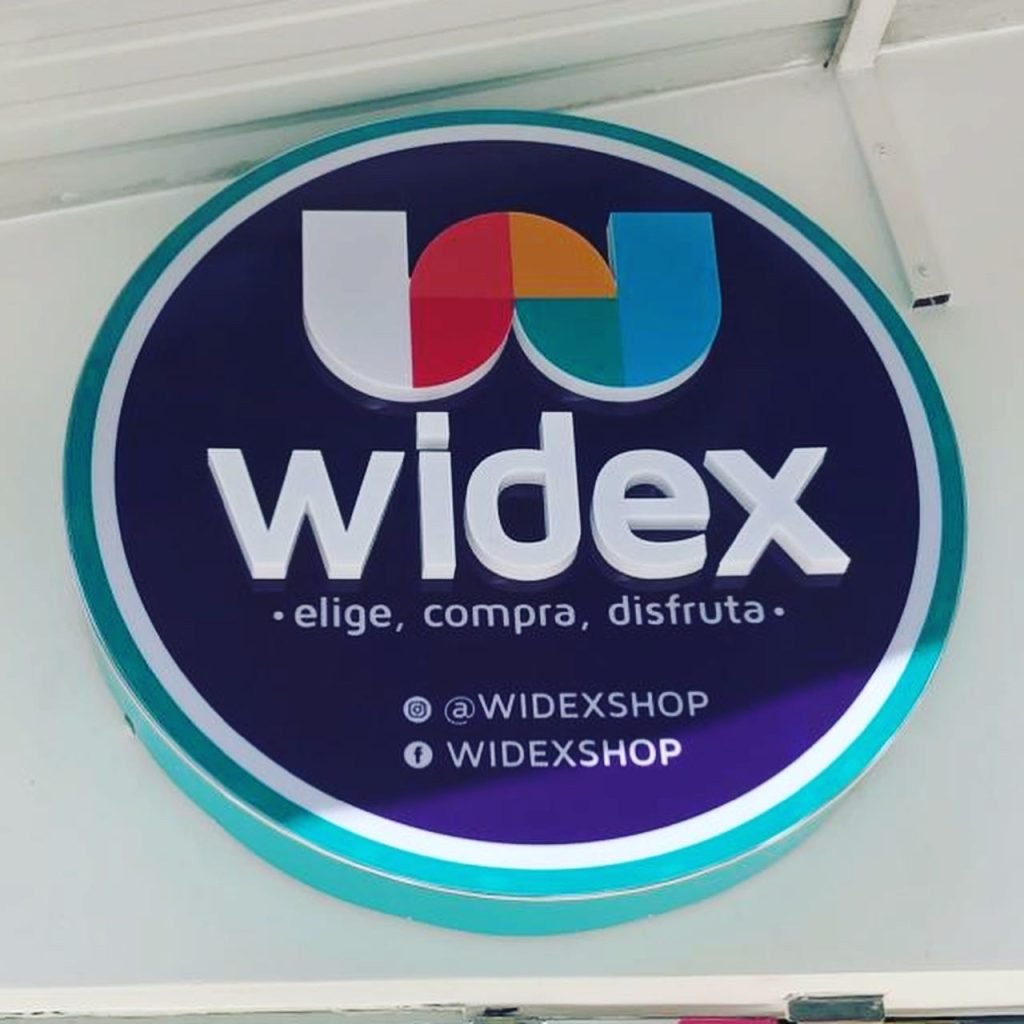 widex
•elige, compra, disfruta•
@WIDEXSHOP
WIDEXSHOP